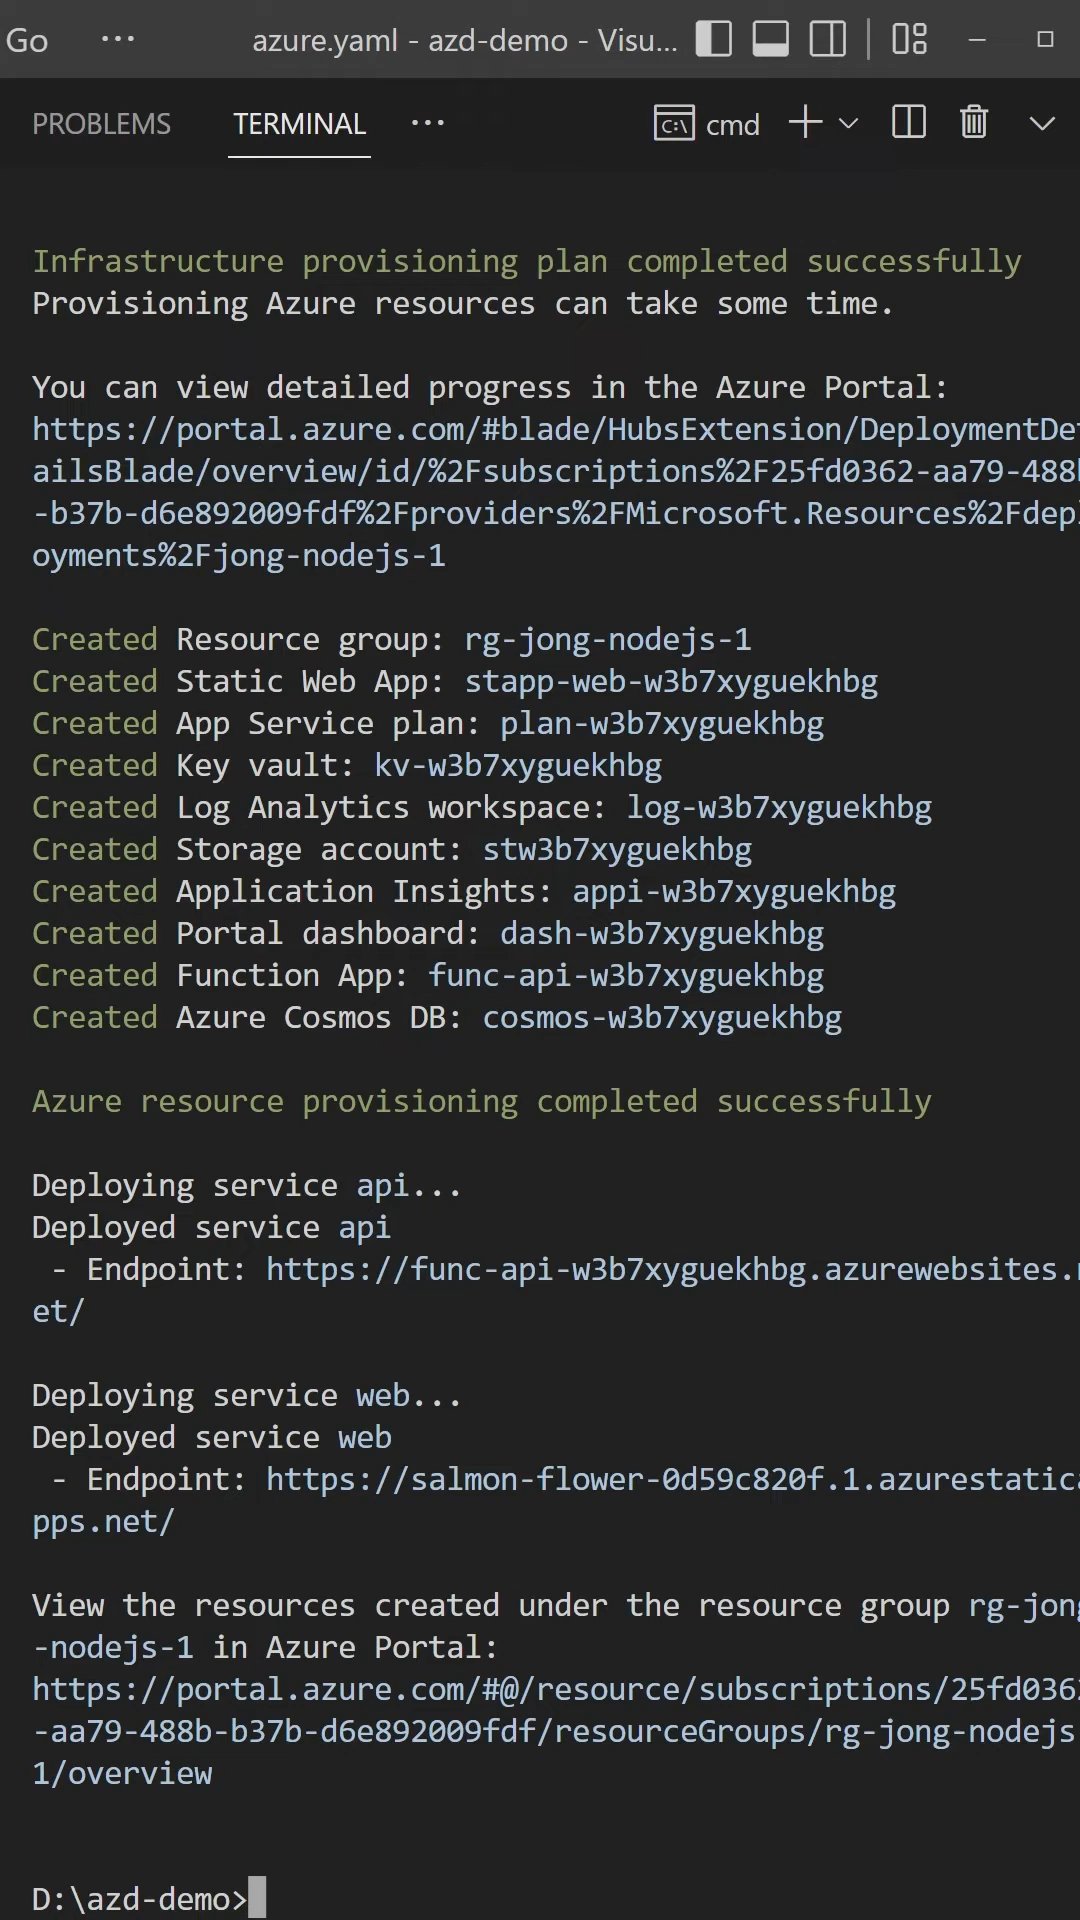 Go ··· azure.yaml - azd-demo - Visu...
PROBLEMS TERMINAL ··· cmd
Infrastructure provisioning plan completed successfully
Provisioning Azure resources can take some time.
You can view detailed progress in the Azure Portal:
https://portal.azure.com/#blade/HubsExtension/DeploymentDet
ailsBlade/overview/id/%2Fsubscriptions%2F25fd0362-aa79-488b
-b37b-d6e892009fdf%2Fproviders%2FMicrosoft.Resources%2Fdepl
oyments%2Fjong-nodejs-1
Created Resource group: rg-jong-nodejs-1
Created Static Web App: stapp-web-w3b7xyguekhbg
Created App Service plan: plan-w3b7xyguekhbg
Created Key vault: kv-w3b7xyguekhbg
Created Log Analytics workspace: log-w3b7xyguekhbg
Created Storage account: stw3b7xyguekhbg
Created Application Insights: appi-w3b7xyguekhbg
Created Portal dashboard: dash-w3b7xyguekhbg
Created Function App: func-api-w3b7xyguekhbg
Created Azure Cosmos DB: cosmos-w3b7xyguekhbg
Azure resource provisioning completed successfully
Deploying service api...
Deployed service api
- Endpoint: https://func-api-w3b7xyguekhbg.azurewebsites.n
et/
Deploying service web...
Deployed service web
- Endpoint: https://salmon-flower-0d59c820f.1.azurestatica
pps.net/
View the resources created under the resource group rg-jong
-nodejs-1 in Azure Portal:
https://portal.azure.com/#@/resource/subscriptions/25fd0362
-aa79-488b-b37b-d6e892009fdf/resourceGroups/rg-jong-nodejs-
1/overview
D:\azd-demo>